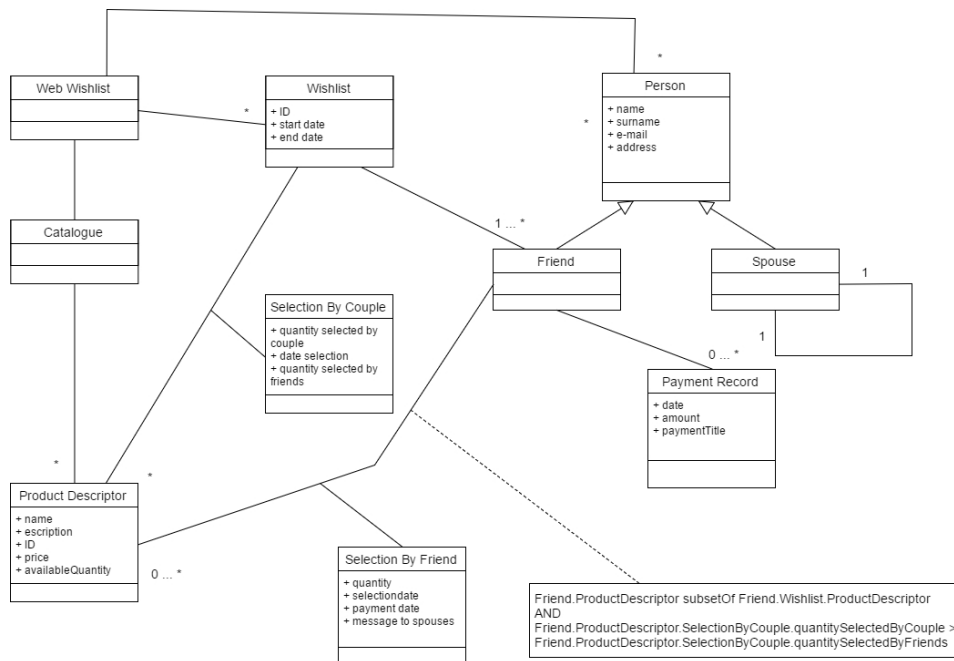 Web Wishlist
*
Wishlist
+ ID
+ start date
+ end date
*
Person
+ name
+ surname
+ e-mail
+ address
*
Catalogue
1 ... *
Friend
Spouse
1
1
Selection By Couple
+ quantity selected by
couple
+ date selection
+ quantity selected by
friends
0 ... *
Payment Record
+ date
+ amount
+ paymentTitle
*
*
Product Descriptor
+ name
+ escription
+ ID
+ price
+ availableQuantity
0 ... *
Selection By Friend
+ quantity
+ selectiondate
+ payment date
+ message to spouses
Friend.ProductDescriptor subsetOf Friend.Wishlist.ProductDescriptor
AND
Friend.ProductDescriptor.SelectionByCouple.quantitySelectedByCouple >
Friend.ProductDescriptor.SelectionByCouple.quantitySelectedByFriends